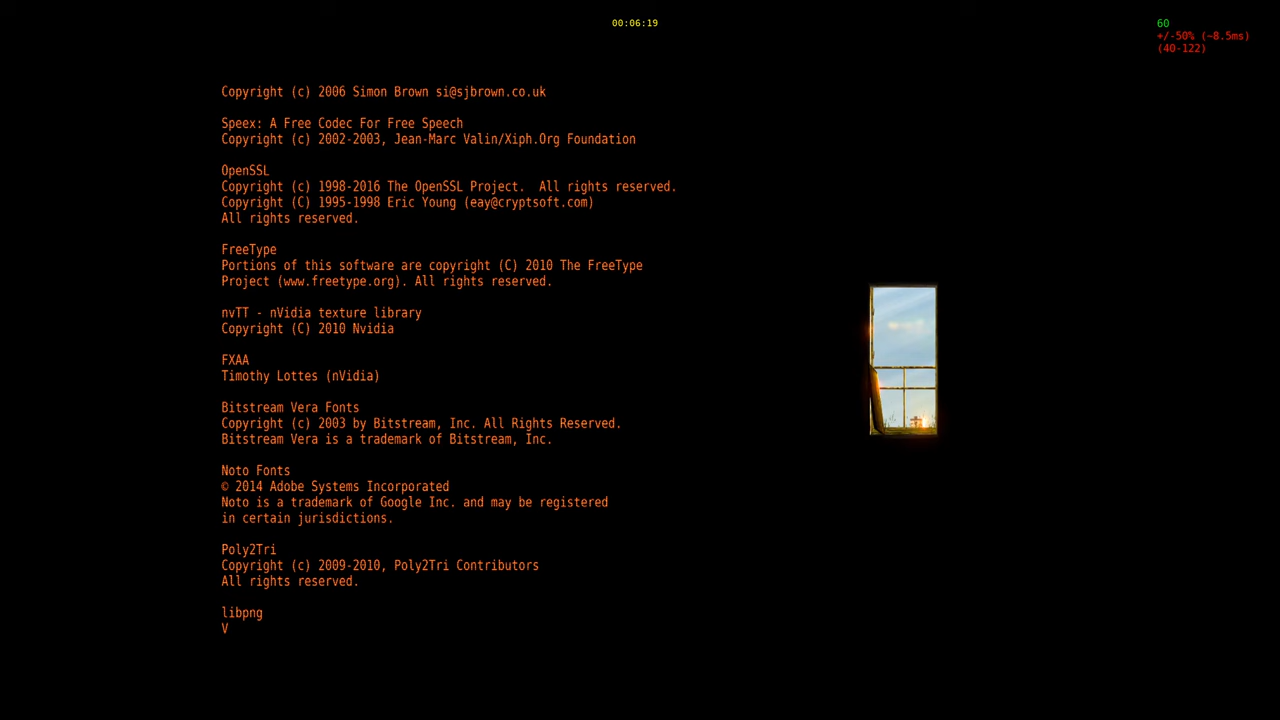 00:06:19
60
+/-50% (~8.5ms)
(40-122)
Copyright (c) 2006 Simon Brown si@sjbrown.co.uk
Speex: A Free Codec For Free Speech
Copyright (c) 2002-2003, Jean-Marc Valin/Xiph.Org Foundation
OpenSSL
Copyright (c) 1998-2016 The OpenSSL Project.  All rights reserved.
Copyright (C) 1995-1998 Eric Young (eay@cryptsoft.com)
All rights reserved.
FreeType
Portions of this software are copyright (C) 2010 The FreeType
Project (www.freetype.org). All rights reserved.
nvTT - nVidia texture library
Copyright (C) 2010 Nvidia
FXAA
Timothy Lottes (nVidia)
Bitstream Vera Fonts
Copyright (c) 2003 by Bitstream, Inc. All Rights Reserved.
Bitstream Vera is a trademark of Bitstream, Inc.
Noto Fonts
© 2014 Adobe Systems Incorporated
Noto is a trademark of Google Inc. and may be registered
in certain jurisdictions.
Poly2Tri
Copyright (c) 2009-2010, Poly2Tri Contributors
All rights reserved.
libpng
V